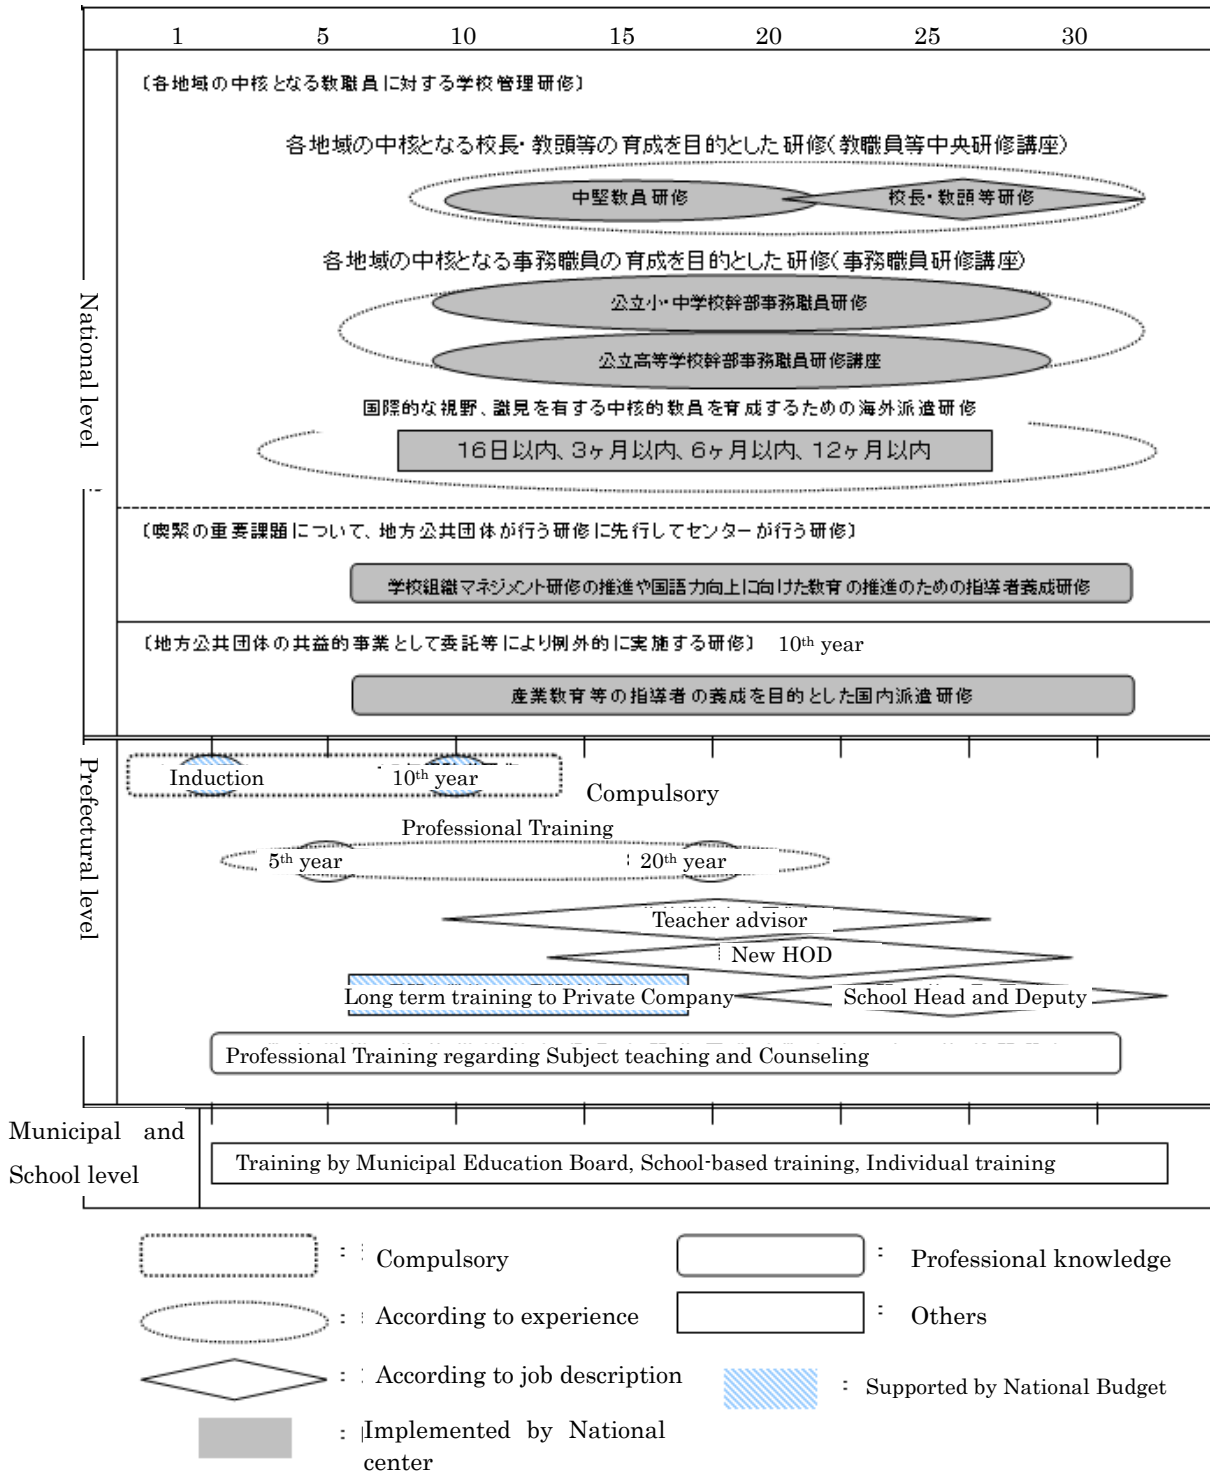 1 5 10 15 20 25 30
〔各地域の中核となる教職員に対する学校管理研修〕
各地域の中核となる校長・教頭等の育成を目的とした研修(教職員等中央研修講座)
中堅教員研修
校長・教頭等研修
各地域の中核となる事務職員の育成を目的とした研修(事務職員研修講座)
公立小・中学校幹部事務職員研修
公立高等学校幹部事務職員研修講座
国際的な視野、識見を有する中核的教員を育成するための海外派遣研修
16日以内、3ヶ月以内、6ヶ月以内、12ヶ月以内
National level
〔喫緊の重要課題について、地方公共団体が行う研修に先行してセンターが行う研修〕
学校組織マネジメント研修の推進や国語力向上に向けた教育の推進のための指導者養成研修
〔地方公共団体の共益的事業として委託等により例外的に実施する研修〕 10th year
産業教育等の指導者の養成を目的とした国内派遣研修
Prefectural level
Induction
10th year
Compulsory
Professional Training
5th year
20th year
Teacher advisor
New HOD
Long term training to Private Company
School Head and Deputy
Professional Training regarding Subject teaching and Counseling
Municipal and
School level
Training by Municipal Education Board, School-based training, Individual training
: Compulsory
: Professional knowledge
: According to experience
: Others
: According to job description
: Supported by National Budget
: Implemented by National
center